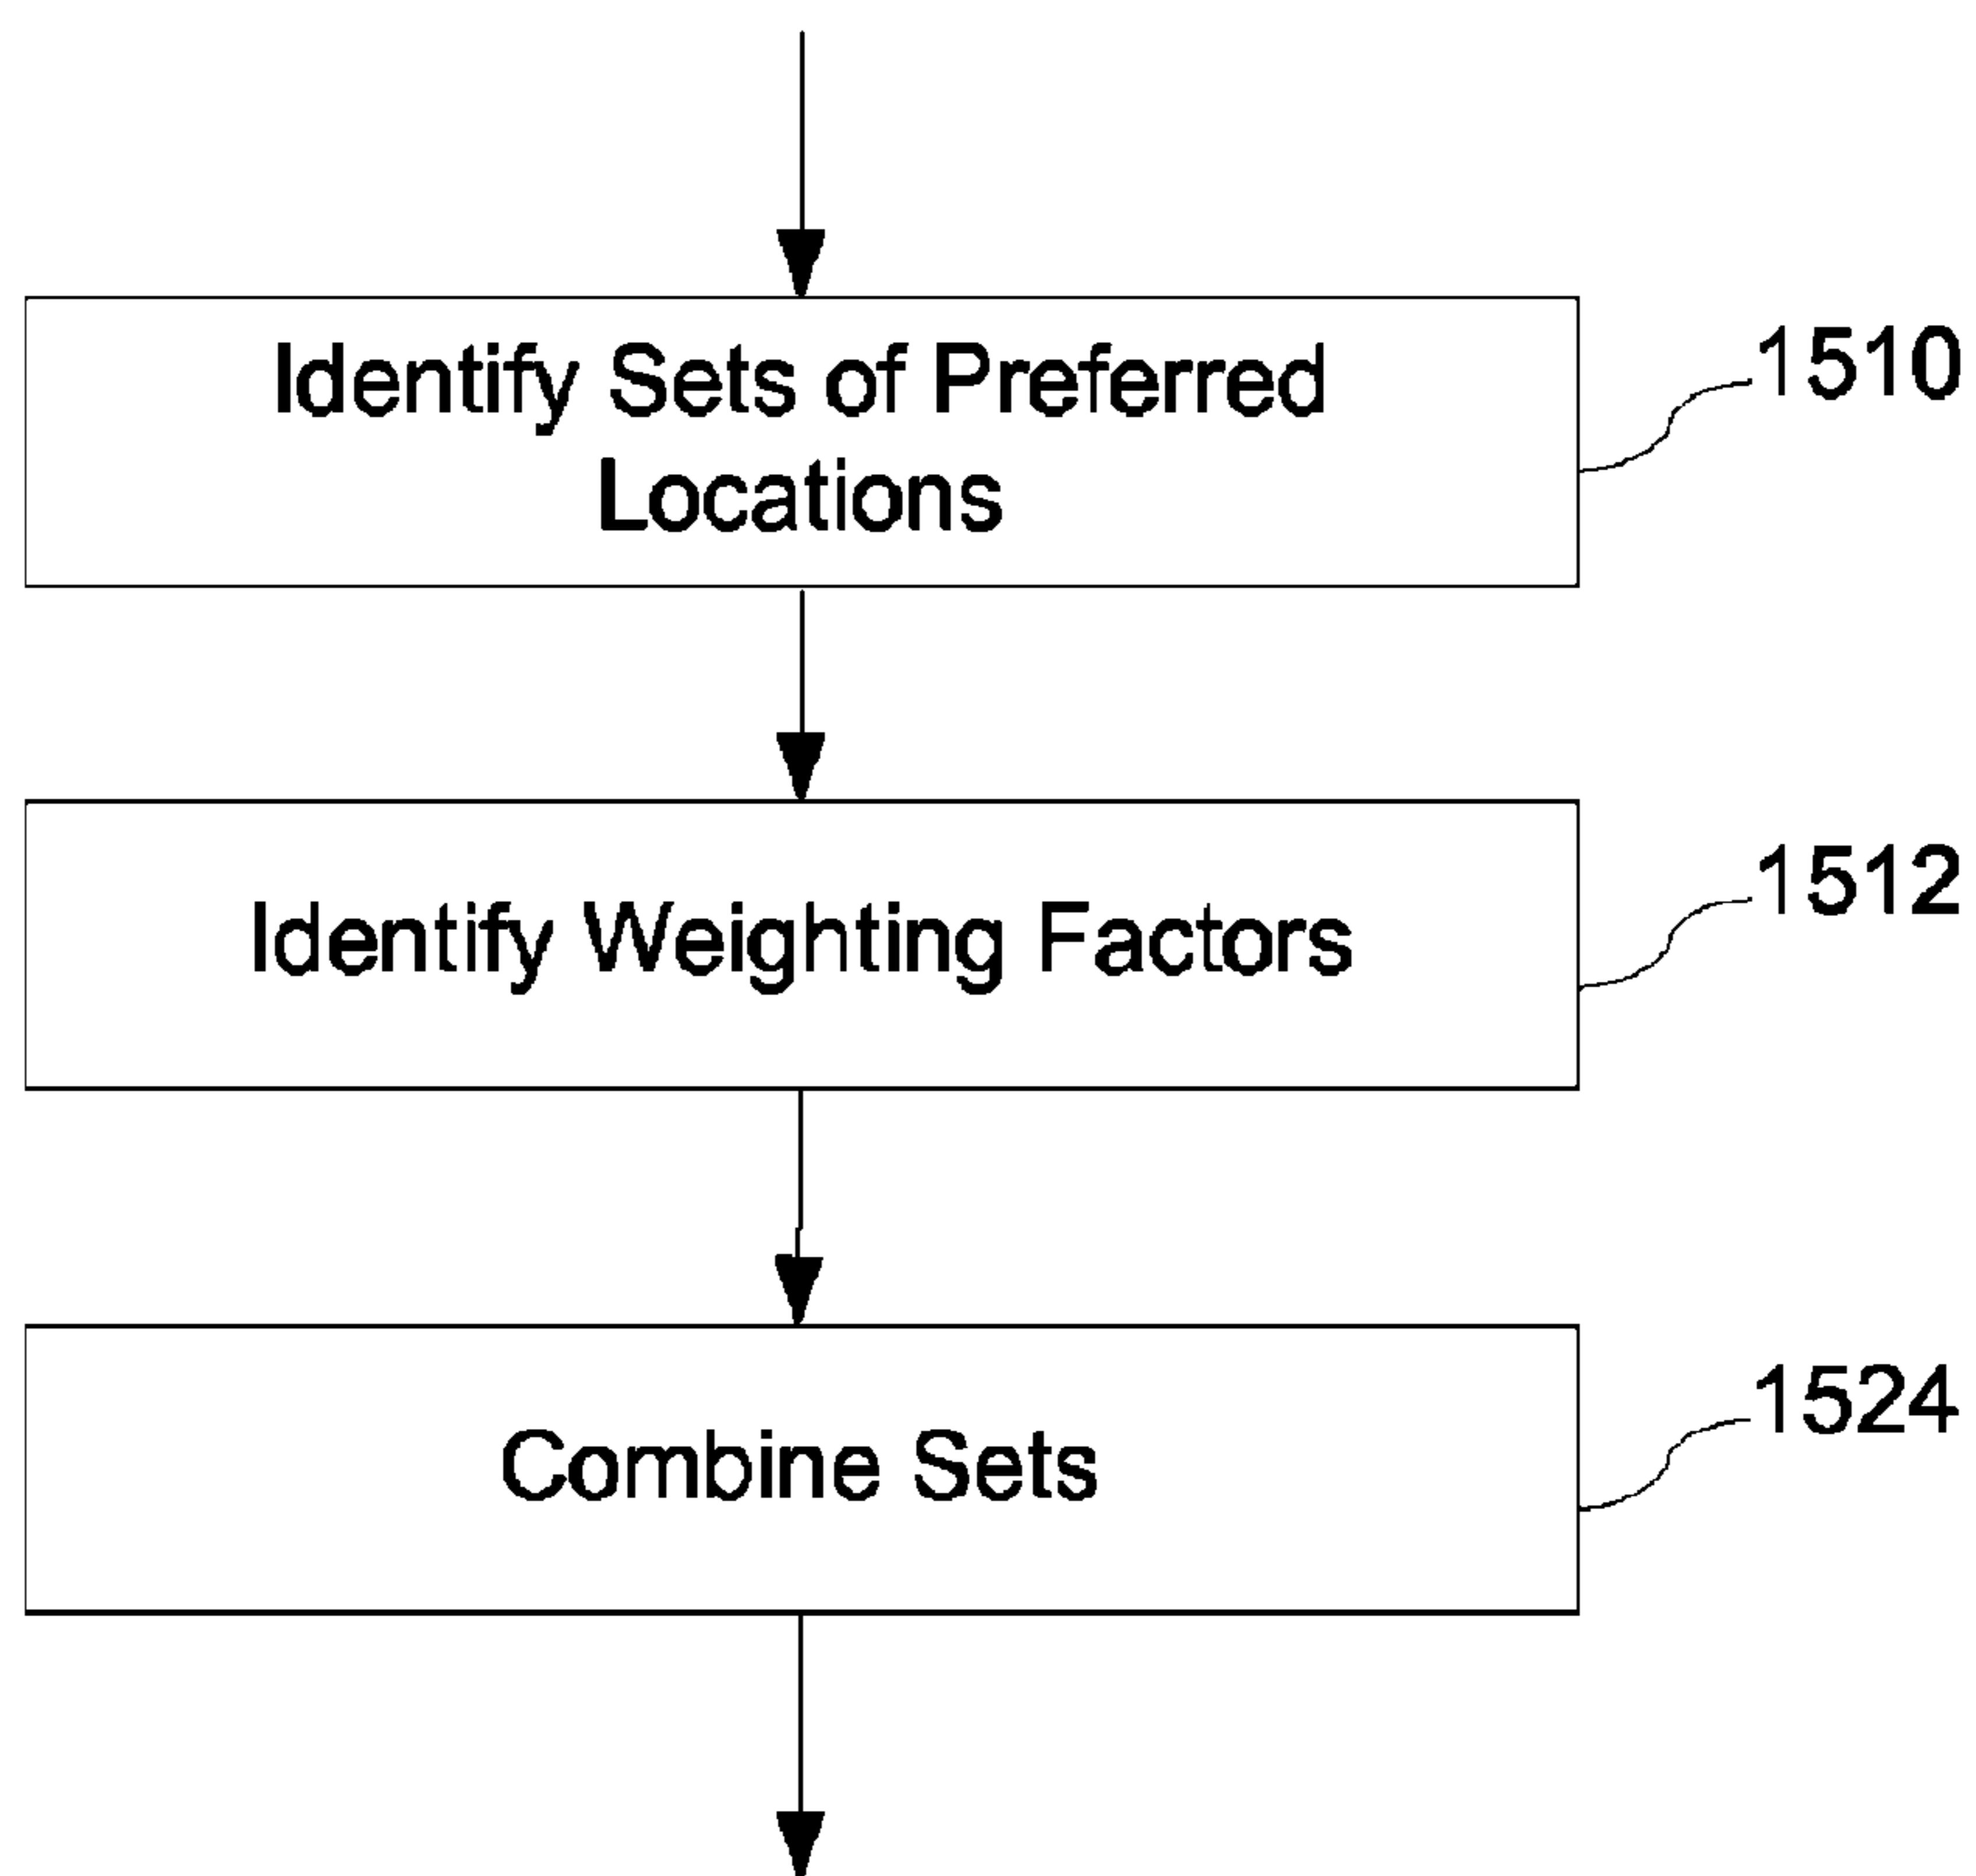 Identify Sets of Preferred
Locations
1510
Identify Weighting Factors
1512
Combine Sets
1524